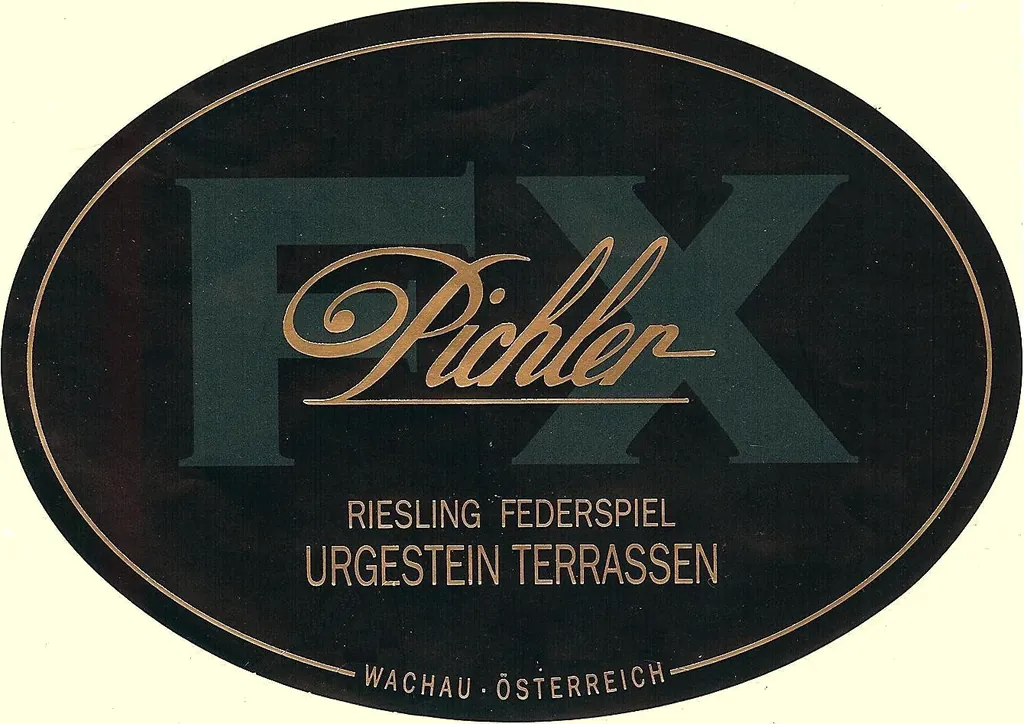 FX
Pichler
RIESLING FEDERSPIEL
URGESTEIN TERRASSEN
WACHAU · ÖSTERREICH